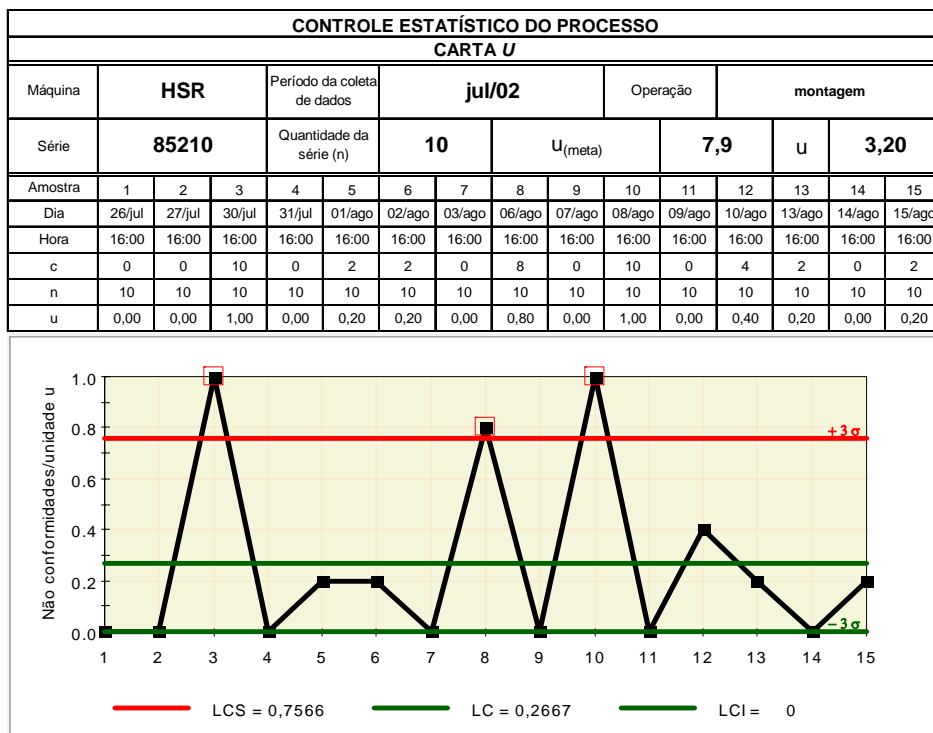 CONTROLE ESTATÍSTICO DO PROCESSO
CARTA U
Máquina HSR Período da coleta de dados jul/02 Operação montagem
Série 85210 Quantidade da série (n) 10 U(meta) 7,9 u 3,20
Amostra 1 2 3 4 5 6 7 8 9 10 11 12 13 14 15
Dia 26/jul 27/jul 30/jul 31/jul 01/ago 02/ago 03/ago 06/ago 07/ago 08/ago 09/ago 10/ago 13/ago 14/ago 15/ago
Hora 16:00 16:00 16:00 16:00 16:00 16:00 16:00 16:00 16:00 16:00 16:00 16:00 16:00 16:00 16:00
c 0 0 10 0 2 2 0 8 0 10 0 4 2 0 2
n 10 10 10 10 10 10 10 10 10 10 10 10 10 10 10
u 0,00 0,00 1,00 0,00 0,20 0,20 0,00 0,80 0,00 1,00 0,00 0,40 0,20 0,00 0,20
Não conformidades/unidade u
1.0
0.8
0.6
0.4
0.2
0.0
+3σ
−3σ
1 2 3 4 5 6 7 8 9 10 11 12 13 14 15
LCS = 0,7566 LC = 0,2667 LCI = 0